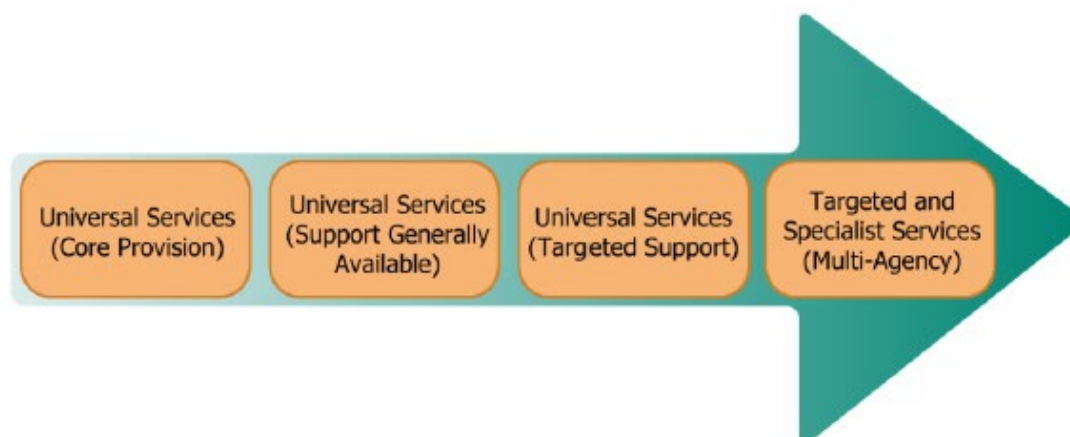 Universal Services
(Core Provision)
Universal Services
(Support Generally
Available)
Universal Services
(Targeted Support)
Targeted and
Specialist Services
(Multi-Agency)